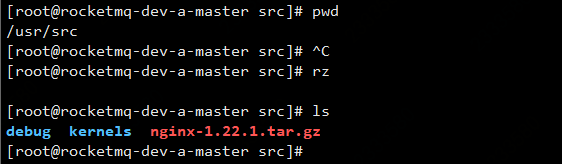 [root@rocketmq-dev-a-master src]# pwd
/usr/src
[root@rocketmq-dev-a-master src]# ^C
[root@rocketmq-dev-a-master src]# rz
[root@rocketmq-dev-a-master src]# ls
debug  kernels  nginx-1.22.1.tar.gz
[root@rocketmq-dev-a-master src]#